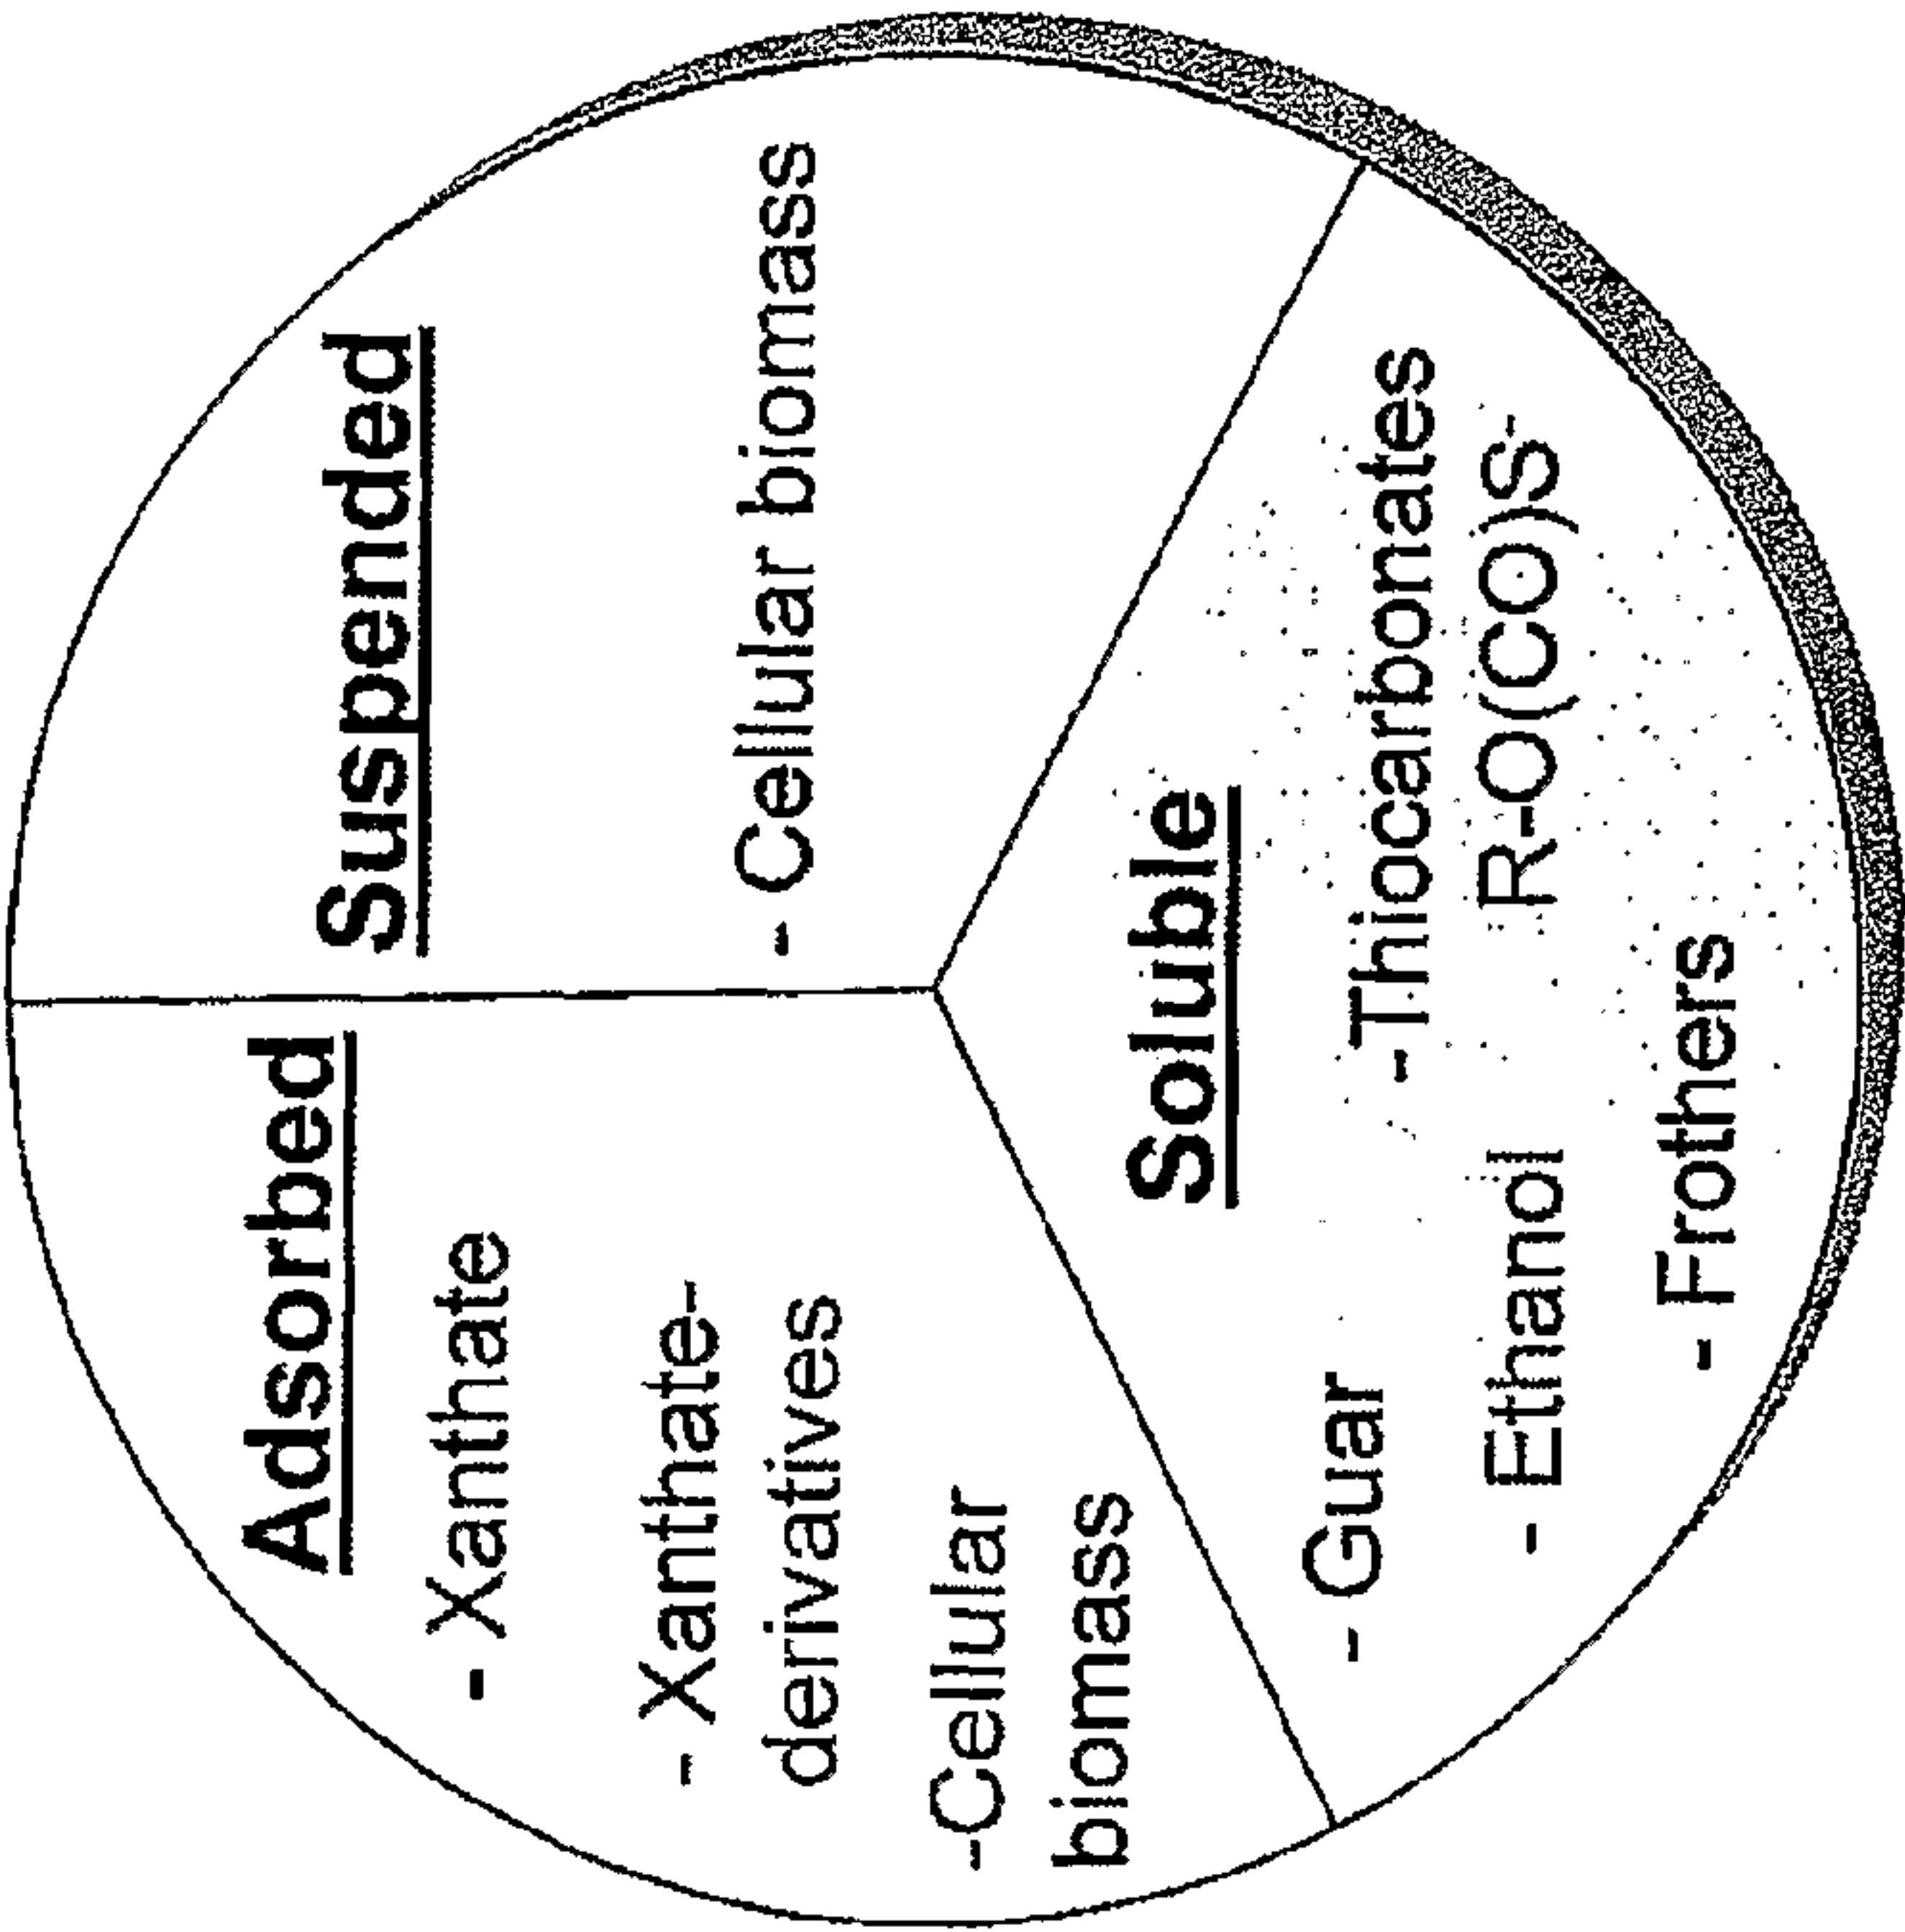 Adsorbed
- Xanthate
- Xanthate-
derivatives
-Cellular
biomass
Suspended
- Cellular biomass
Soluble
- Guar
- Thiocarbonates
R-O(CO)S-
- Ethanol
- Frothers